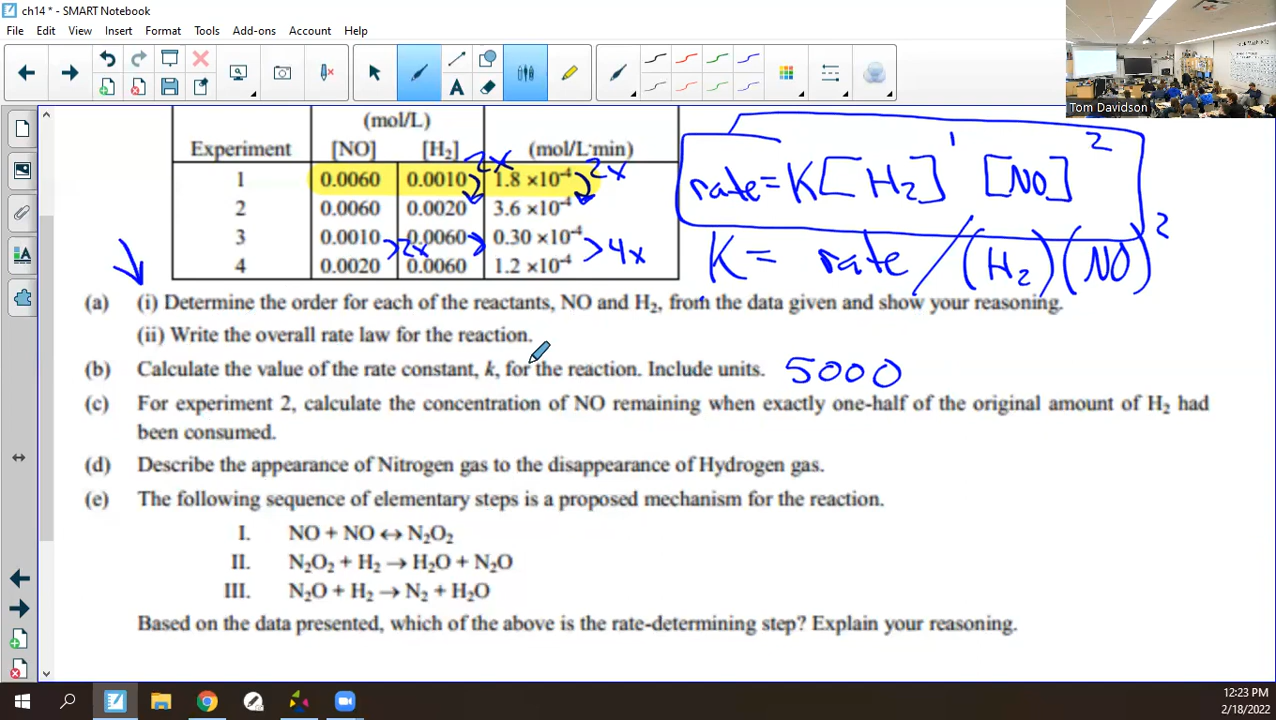 ch14 * - SMART Notebook
File Edit View Insert Format Tools Add-ons Account Help
Tom Davidson
(mol/L)
Experiment [NO] [H₂] (mol/L·min)
1 0.0060 0.0010 1.8 ×10⁻⁴
2 0.0060 0.0020 3.6 ×10⁻⁴
3 0.0010 0.0060 0.30 ×10⁻⁴
4 0.0020 0.0060 1.2 ×10⁻⁴
2x 2x
2x 4x
rate = K[H₂]¹ [NO]²
K = rate / (H₂)(NO)²
(a) (i) Determine the order for each of the reactants, NO and H₂, from the data given and show your reasoning.
(ii) Write the overall rate law for the reaction.
(b) Calculate the value of the rate constant, k, for the reaction. Include units. 5000
(c) For experiment 2, calculate the concentration of NO remaining when exactly one-half of the original amount of H₂ had
been consumed.
(d) Describe the appearance of Nitrogen gas to the disappearance of Hydrogen gas.
(e) The following sequence of elementary steps is a proposed mechanism for the reaction.
I. NO + NO ↔ N₂O₂
II. N₂O₂ + H₂ → H₂O + N₂O
III. N₂O + H₂ → N₂ + H₂O
Based on the data presented, which of the above is the rate-determining step? Explain your reasoning.
12:23 PM
2/18/2022